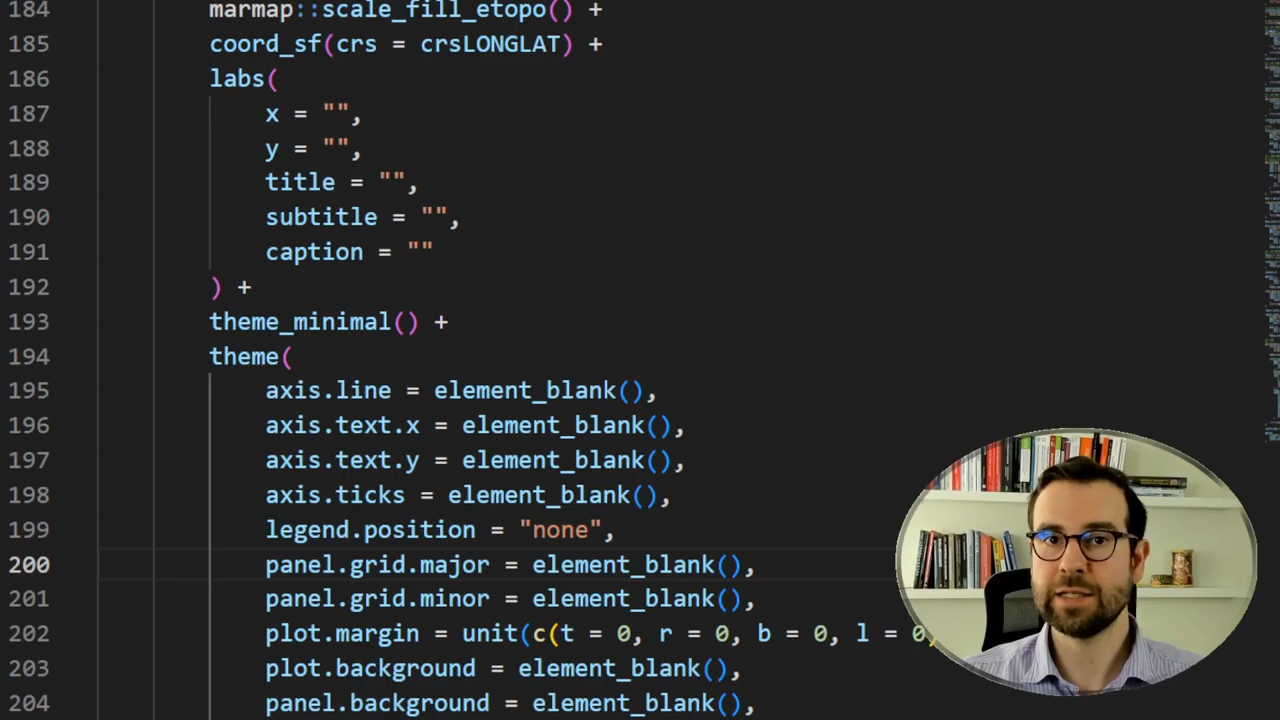 184 marmap::scale_fill_etopo() +
185 coord_sf(crs = crsLONGLAT) +
186 labs(
187 x = "",
188 y = "",
189 title = "",
190 subtitle = "",
191 caption = ""
192 ) +
193 theme_minimal() +
194 theme(
195 axis.line = element_blank(),
196 axis.text.x = element_blank(),
197 axis.text.y = element_blank(),
198 axis.ticks = element_blank(),
199 legend.position = "none",
200 panel.grid.major = element_blank(),
201 panel.grid.minor = element_blank(),
202 plot.margin = unit(c(t = 0, r = 0, b = 0, l = 0)
203 plot.background = element_blank(),
204 panel.background = element_blank(),